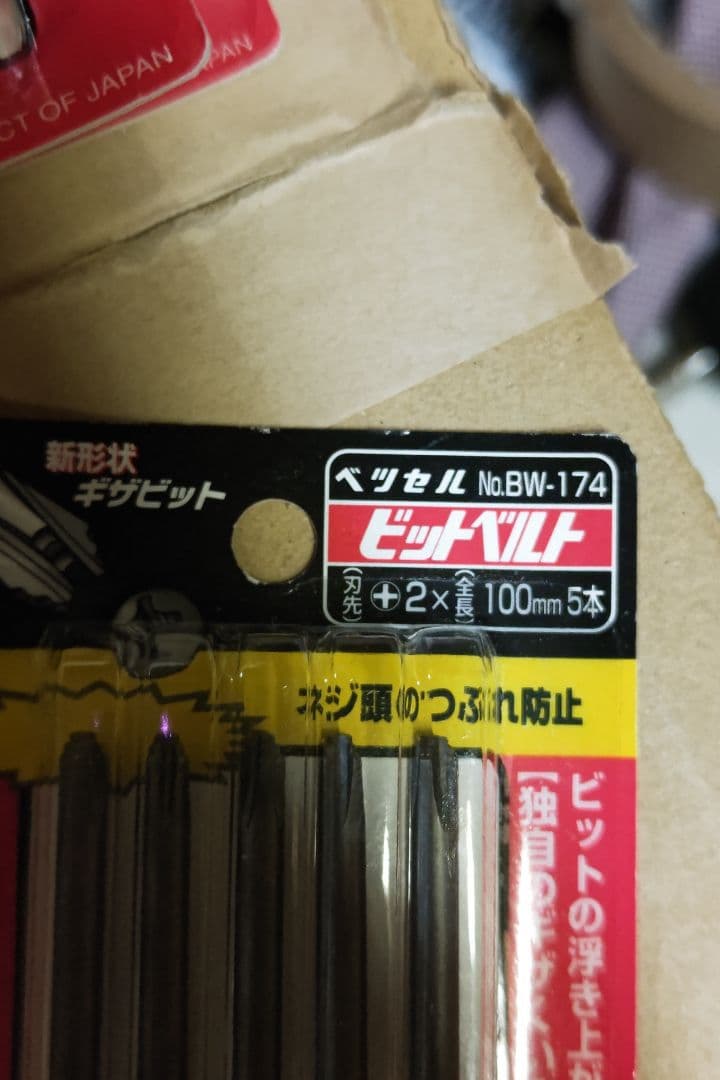 CT OF JAPAN
APAN
新形状
ギザビット
ベッセル No.BW-174
ビットベルト
(刃先) ⊕2× (全長) 100mm 5本
ネジ頭のつぶれ防止
ビットの浮き上が
【独自のギザ